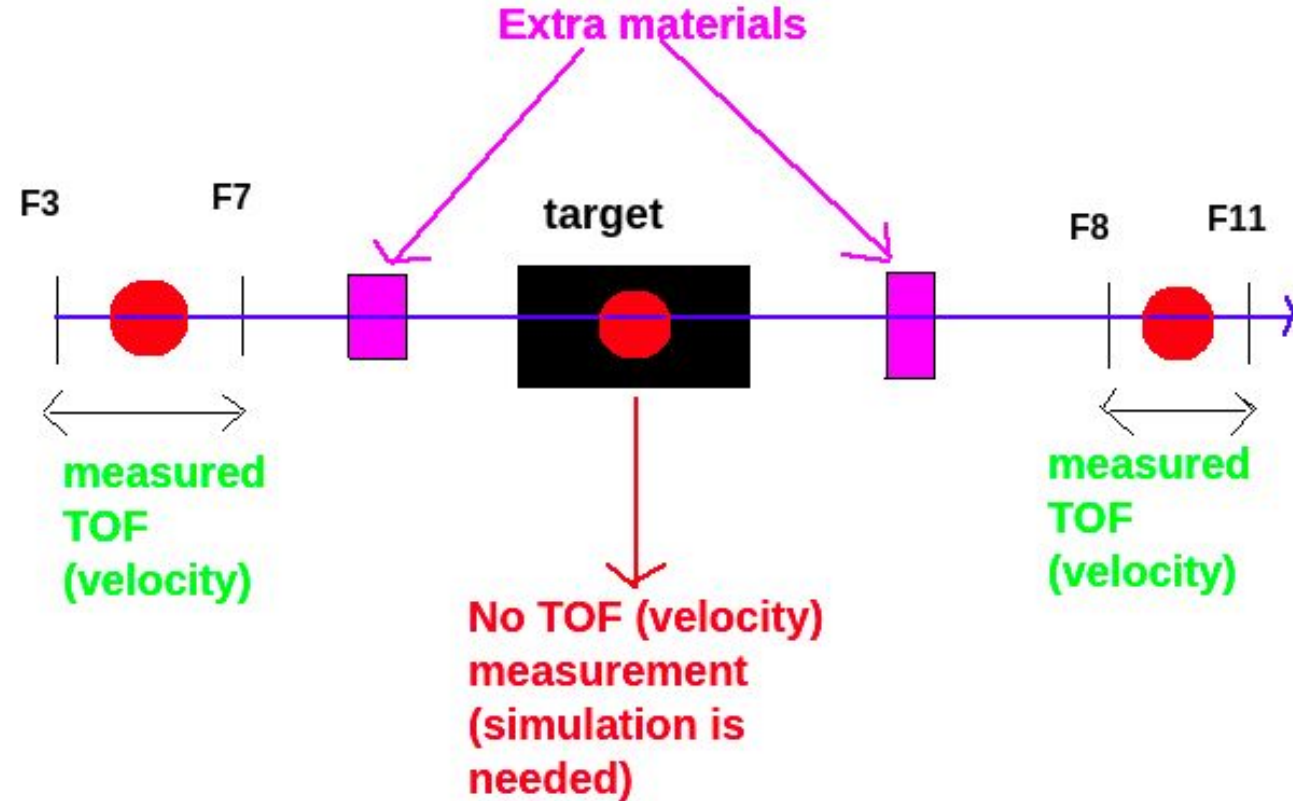 Extra materials
F3
F7
target
F8
F11
measured
TOF
(velocity)
measured
TOF
(velocity)
No TOF (velocity)
measurement
(simulation is
needed)